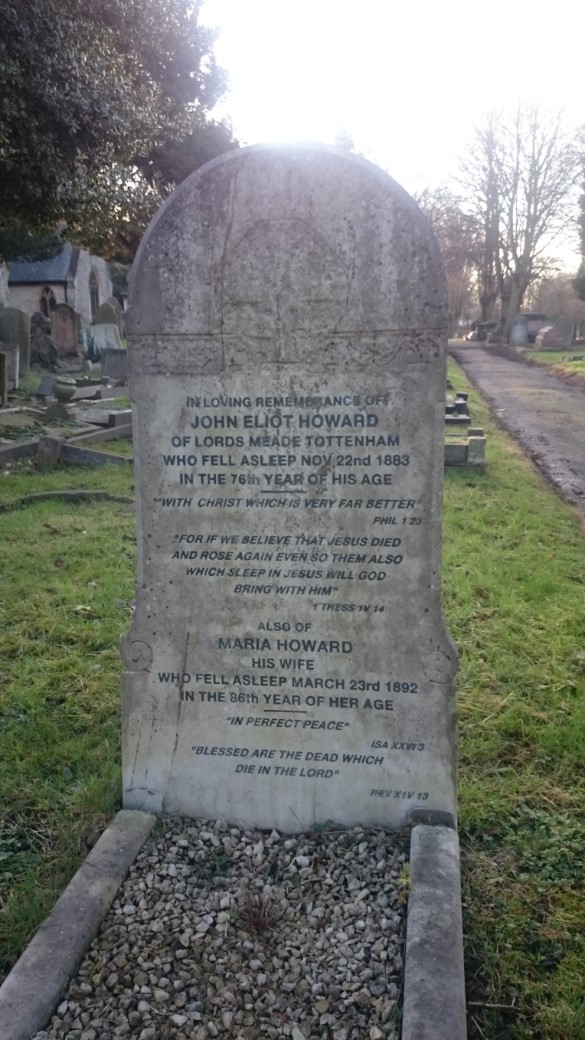 IN LOVING REMEMBRANCE OF
JOHN ELIOT HOWARD
OF LORDS MEADE TOTTENHAM
WHO FELL ASLEEP NOV 22nd 1883
IN THE 76th YEAR OF HIS AGE
"WITH CHRIST WHICH IS VERY FAR BETTER"
PHIL 1 23
"FOR IF WE BELIEVE THAT JESUS DIED
AND ROSE AGAIN EVEN SO THEM ALSO
WHICH SLEEP IN JESUS WILL GOD
BRING WITH HIM"
1 THESS 1V 14
ALSO OF
MARIA HOWARD
HIS WIFE
WHO FELL ASLEEP MARCH 23rd 1892
IN THE 86th YEAR OF HER AGE
"IN PERFECT PEACE"
ISA XXVI 3
"BLESSED ARE THE DEAD WHICH
DIE IN THE LORD"
REV X1V 13